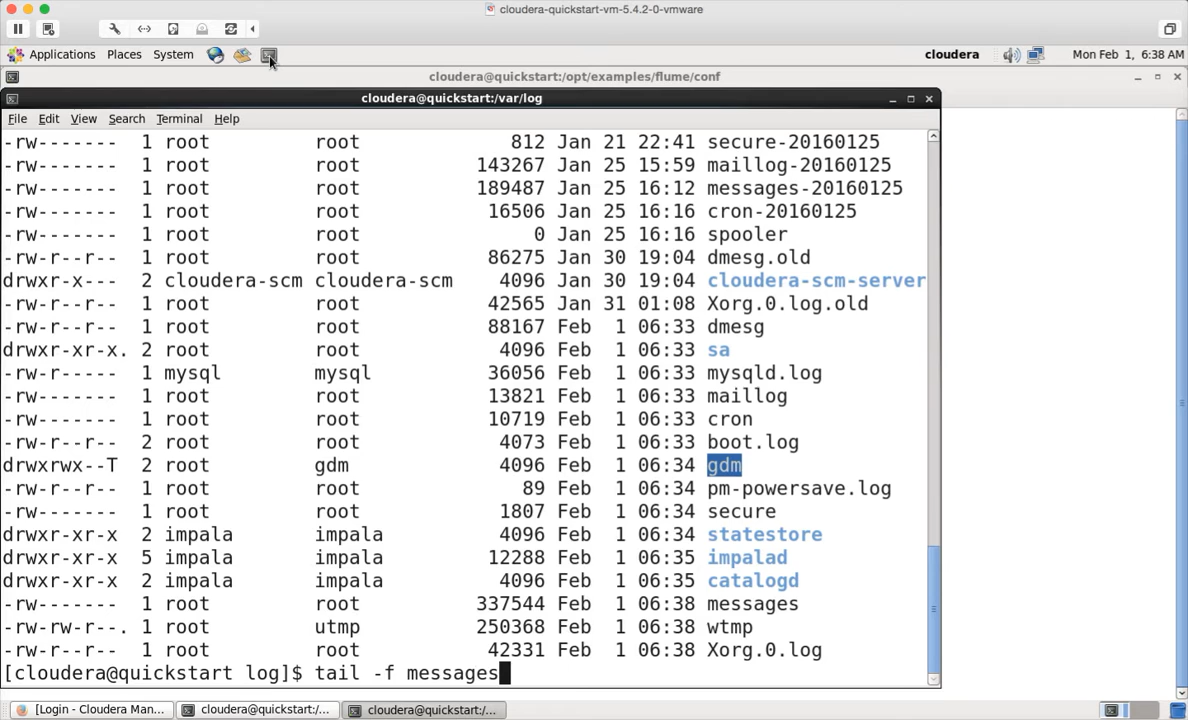 cloudera-quickstart-vm-5.4.2-0-vmware
Applications Places System cloudera Mon Feb 1, 6:38 AM
cloudera@quickstart:/opt/examples/flume/conf
cloudera@quickstart:/var/log
File Edit View Search Terminal Help
-rw------- 1 root root 812 Jan 21 22:41 secure-20160125
-rw------- 1 root root 143267 Jan 25 15:59 maillog-20160125
-rw------- 1 root root 189487 Jan 25 16:12 messages-20160125
-rw------- 1 root root 16506 Jan 25 16:16 cron-20160125
-rw------- 1 root root 0 Jan 25 16:16 spooler
-rw-r--r-- 1 root root 86275 Jan 30 19:04 dmesg.old
drwxr-x--- 2 cloudera-scm cloudera-scm 4096 Jan 30 19:04 cloudera-scm-server
-rw-r--r-- 1 root root 42565 Jan 31 01:08 Xorg.0.log.old
-rw-r--r-- 1 root root 88167 Feb 1 06:33 dmesg
drwxr-xr-x. 2 root root 4096 Feb 1 06:33 sa
-rw-r----- 1 mysql mysql 36056 Feb 1 06:33 mysqld.log
-rw------- 1 root root 13821 Feb 1 06:33 maillog
-rw------- 1 root root 10719 Feb 1 06:33 cron
-rw-r--r-- 2 root root 4073 Feb 1 06:33 boot.log
drwxrwx--T 2 root gdm 4096 Feb 1 06:34 gdm
-rw-r--r-- 1 root root 89 Feb 1 06:34 pm-powersave.log
-rw------- 1 root root 1807 Feb 1 06:34 secure
drwxr-xr-x 2 impala impala 4096 Feb 1 06:34 statestore
drwxr-xr-x 5 impala impala 12288 Feb 1 06:35 impalad
drwxr-xr-x 2 impala impala 4096 Feb 1 06:35 catalogd
-rw------- 1 root root 337544 Feb 1 06:38 messages
-rw-rw-r--. 1 root utmp 250368 Feb 1 06:38 wtmp
-rw-r--r-- 1 root root 42331 Feb 1 06:38 Xorg.0.log
[cloudera@quickstart log]$ tail -f messages
[Login - Cloudera Man... cloudera@quickstart:/... cloudera@quickstart:/...